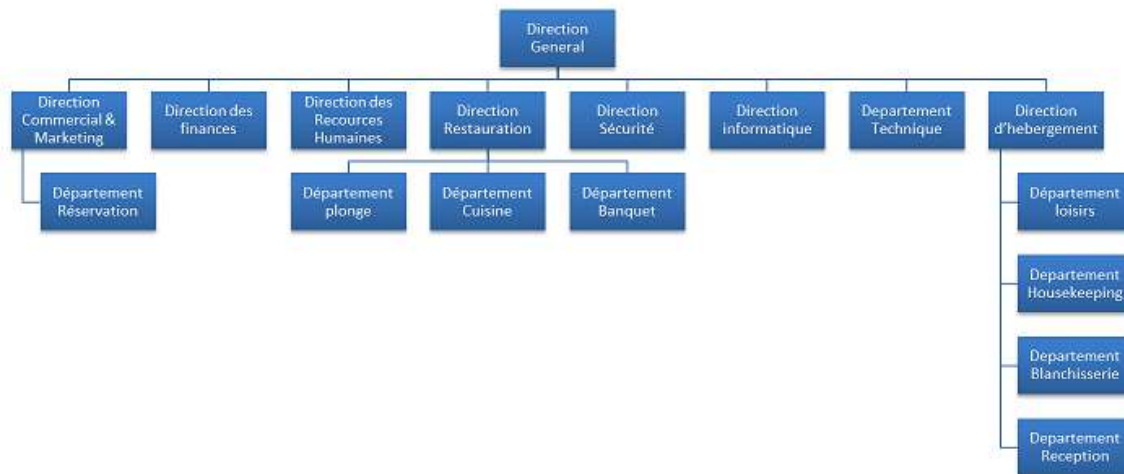 Direction
General
Direction
Commercial &
Marketing
Direction des
finances
Direction des
Recources
Humaines
Direction
Restauration
Direction
Sécurité
Direction
informatique
Departement
Technique
Direction
d'hebergement
Département
Réservation
Département
plonge
Département
Cuisine
Département
Banquet
Département
loisirs
Departement
Housekeeping
Departement
Blanchisserie
Departement
Reception